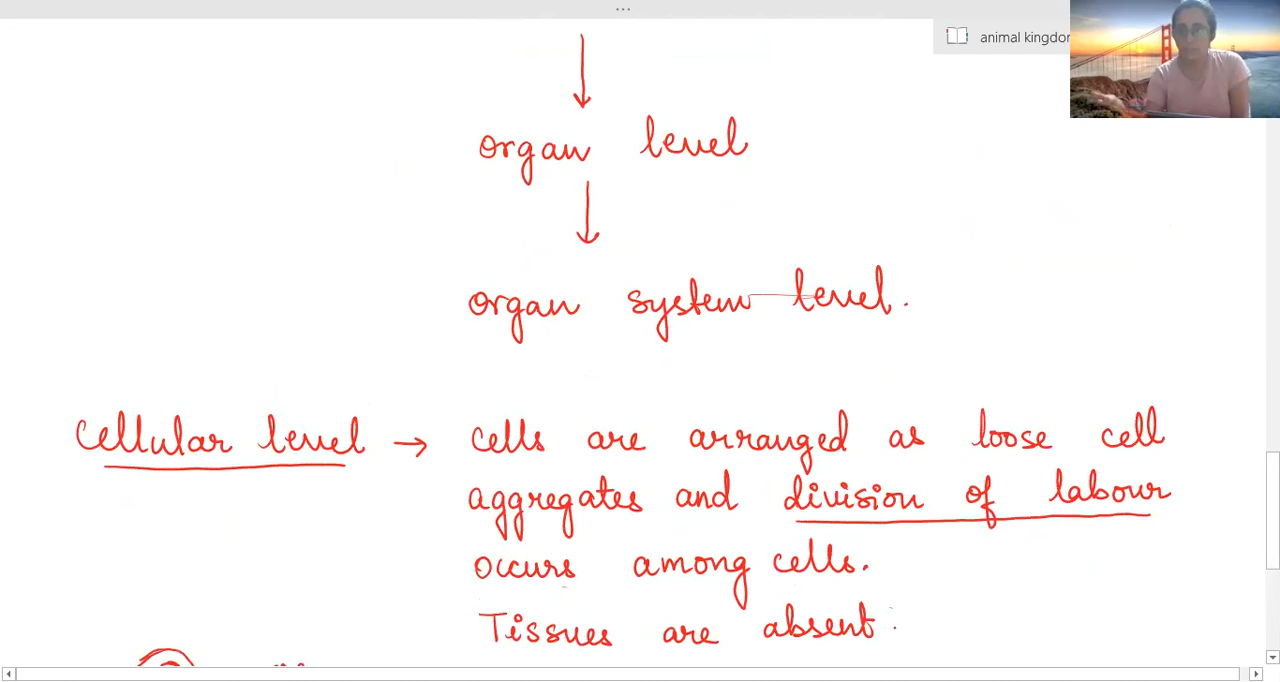 animal kingdo
organ level
organ system level.
Cellular level → cells are arranged as loose cell
aggregates and division of labour
occurs among cells.
Tissues are absent.